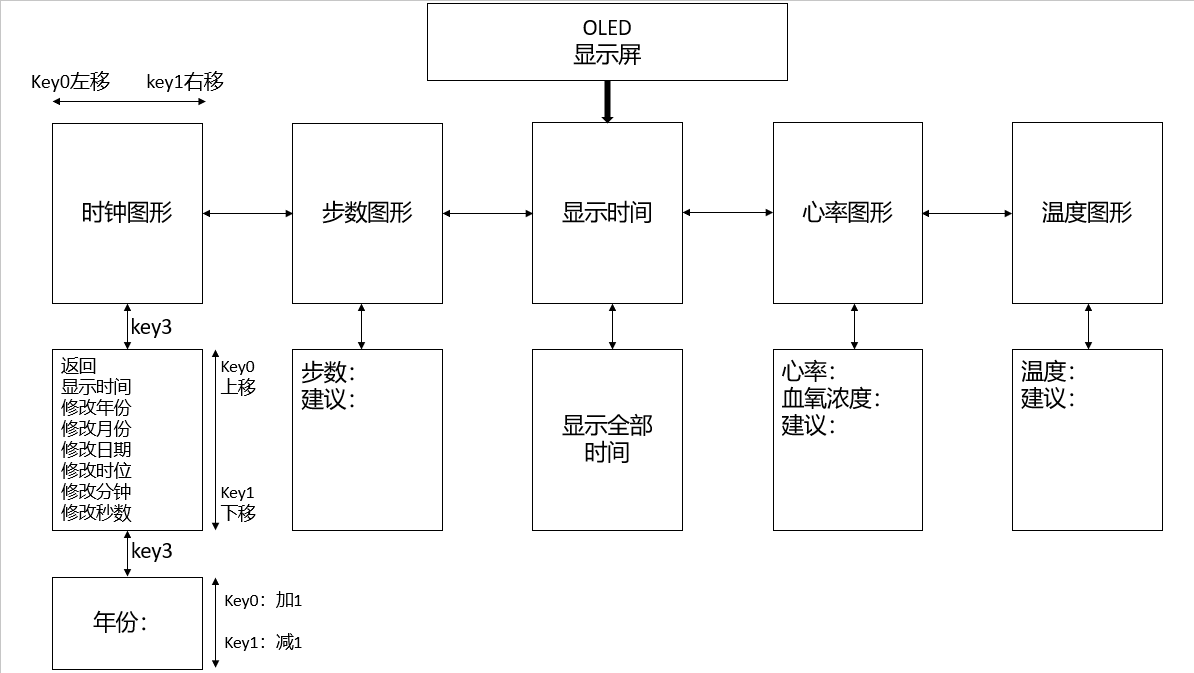 OLED
显示屏
Key0左移
key1右移
时钟图形
步数图形
显示时间
心率图形
温度图形
key3
返回
显示时间
修改年份
修改月份
修改日期
修改时位
修改分钟
修改秒数
Key0
上移
Key1
下移
步数：
建议：
显示全部
时间
心率：
血氧浓度：
建议：
温度：
建议：
key3
年份：
Key0：加1
Key1：减1